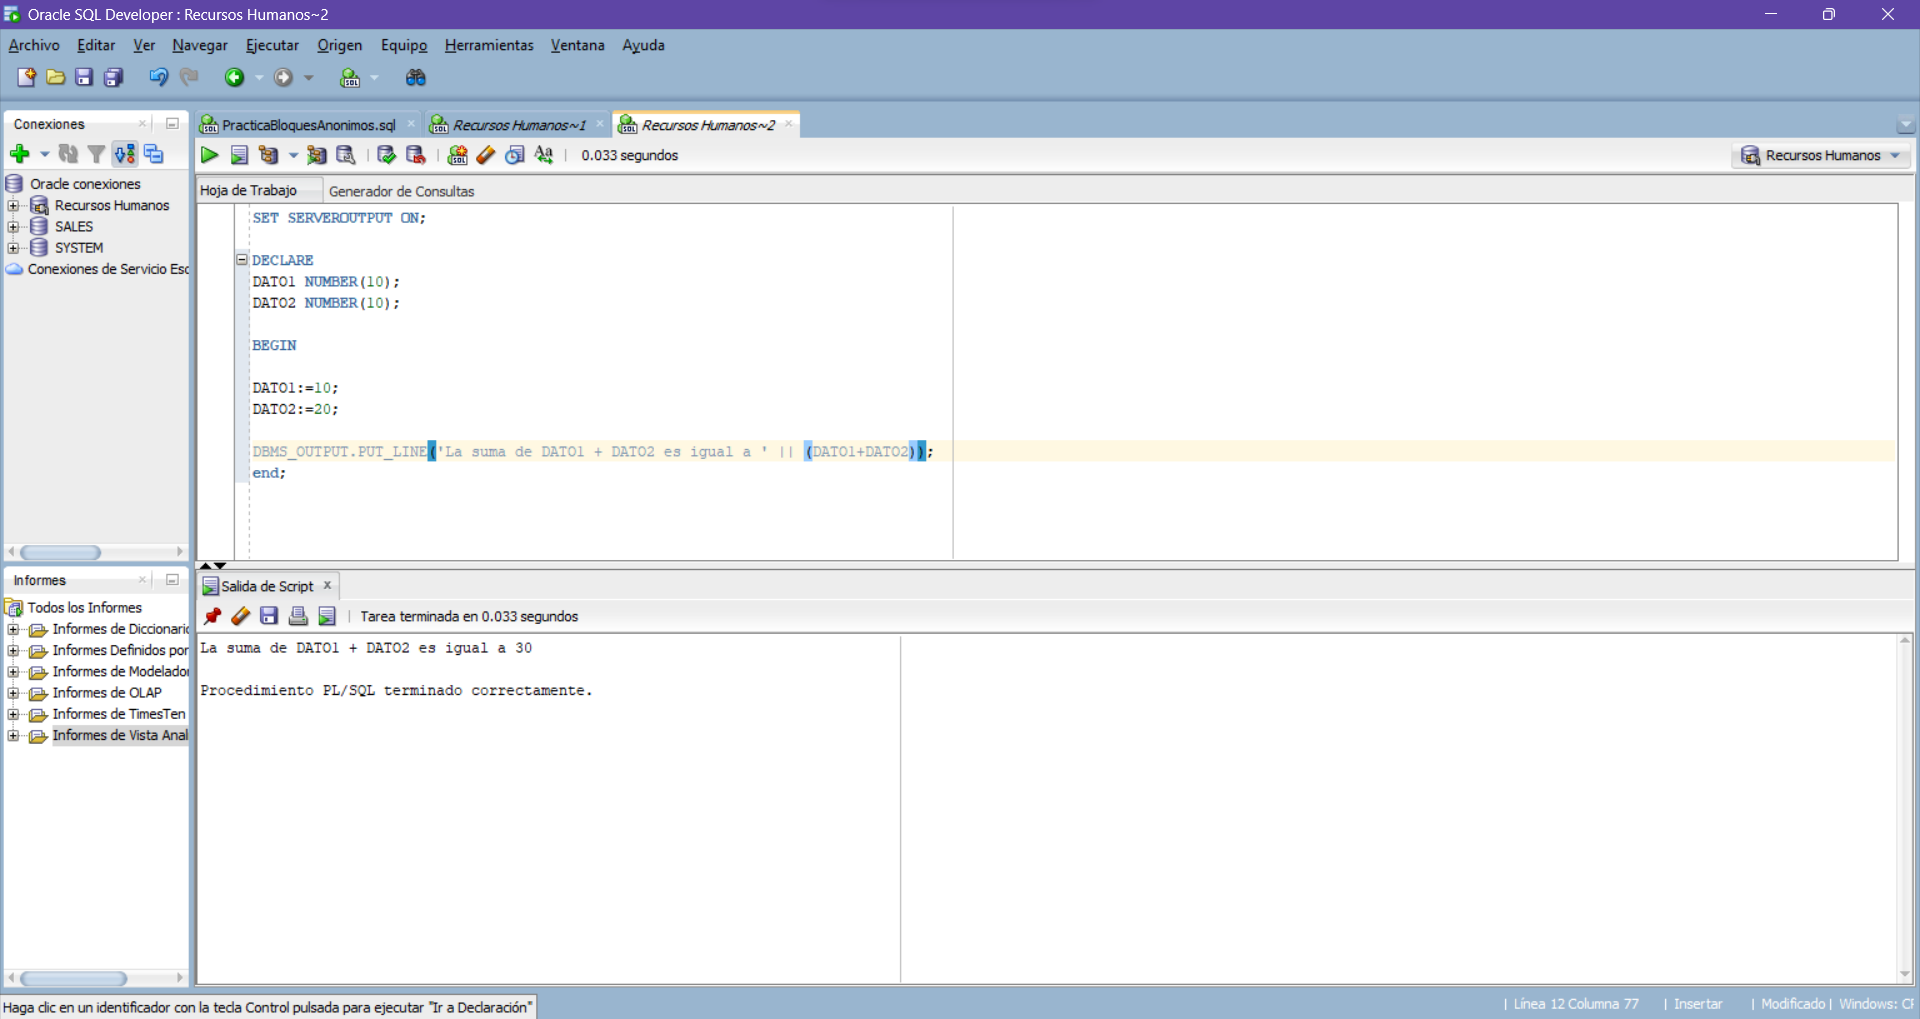 Oracle SQL Developer : Recursos Humanos~2
Archivo Editar Ver Navegar Ejecutar Origen Equipo Herramientas Ventana Ayuda
Conexiones
Oracle conexiones
Recursos Humanos
SALES
SYSTEM
Conexiones de Servicio Esc
PracticaBloquesAnonimos.sql Recursos Humanos~1 Recursos Humanos~2
0.033 segundos
Recursos Humanos
Hoja de Trabajo Generador de Consultas
SET SERVEROUTPUT ON;
DECLARE
DATO1 NUMBER(10);
DATO2 NUMBER(10);
BEGIN
DATO1:=10;
DATO2:=20;
DBMS_OUTPUT.PUT_LINE('La suma de DATO1 + DATO2 es igual a ' || (DATO1+DATO2));
end;
Informes
Todos los Informes
Informes de Diccionario
Informes Definidos por
Informes de Modelador
Informes de OLAP
Informes de TimesTen
Informes de Vista Anal
Salida de Script
Tarea terminada en 0.033 segundos
La suma de DATO1 + DATO2 es igual a 30
Procedimiento PL/SQL terminado correctamente.
Haga clic en un identificador con la tecla Control pulsada para ejecutar "Ir a Declaración"
| Línea 12 Columna 77 | Insertar | Modificado | Windows: CR